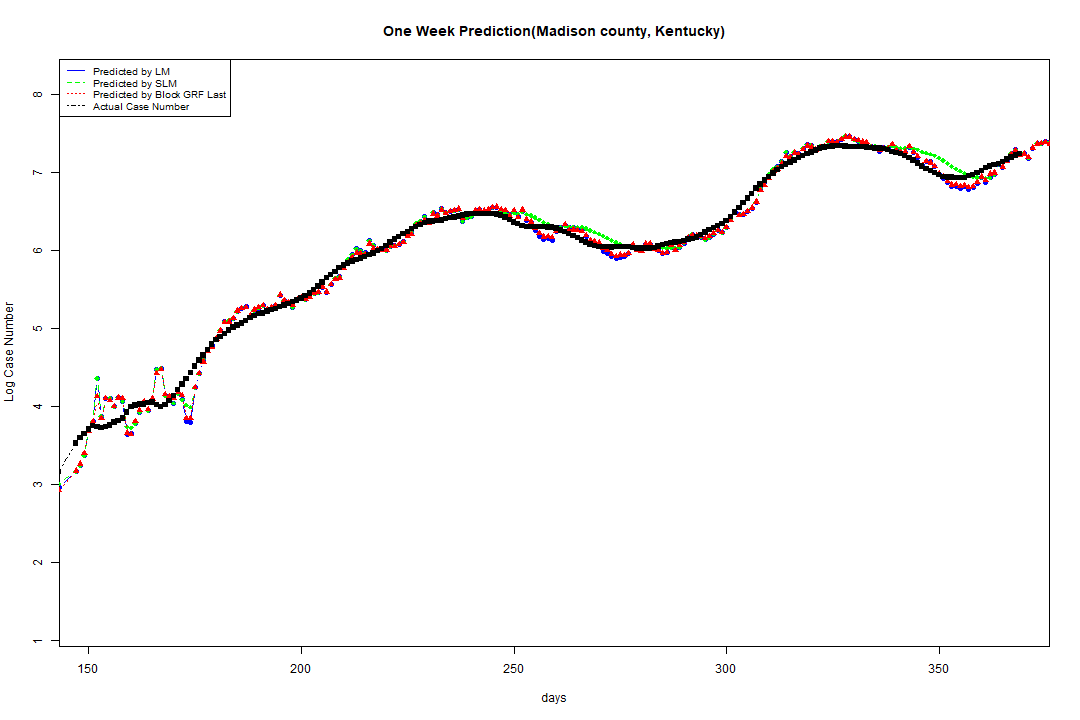 One Week Prediction(Madison county, Kentucky)
Predicted by LM
Predicted by SLM
Predicted by Block GRF Last
Actual Case Number
8
7
6
5
4
3
2
1
Log Case Number
150 200 250 300 350
days